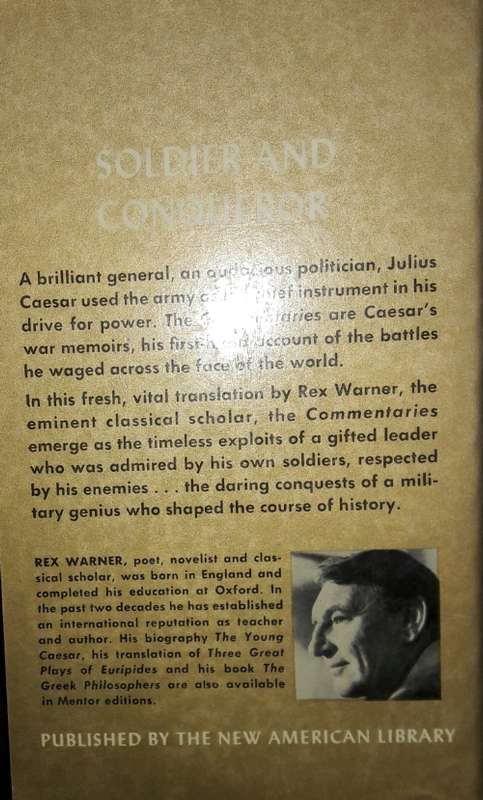 SOLDIER AND
CONQUEROR
A brilliant general, an audacious politician, Julius
Caesar used the army as chief instrument in his
drive for power. The Commentaries are Caesar's
war memoirs, his first-hand account of the battles
he waged across the face of the world.
In this fresh, vital translation by Rex Warner, the
eminent classical scholar, the Commentaries
emerge as the timeless exploits of a gifted leader
who was admired by his own soldiers, respected
by his enemies . . . the daring conquests of a mili-
tary genius who shaped the course of history.
REX WARNER, poet, novelist and clas-
sical scholar, was born in England and
completed his education at Oxford. In
the past two decades he has established
an international reputation as teacher
and author. His biography The Young
Caesar, his translation of Three Great
Plays of Euripides and his book The
Greek Philosophers are also available
in Mentor editions.
PUBLISHED BY THE NEW AMERICAN LIBRARY